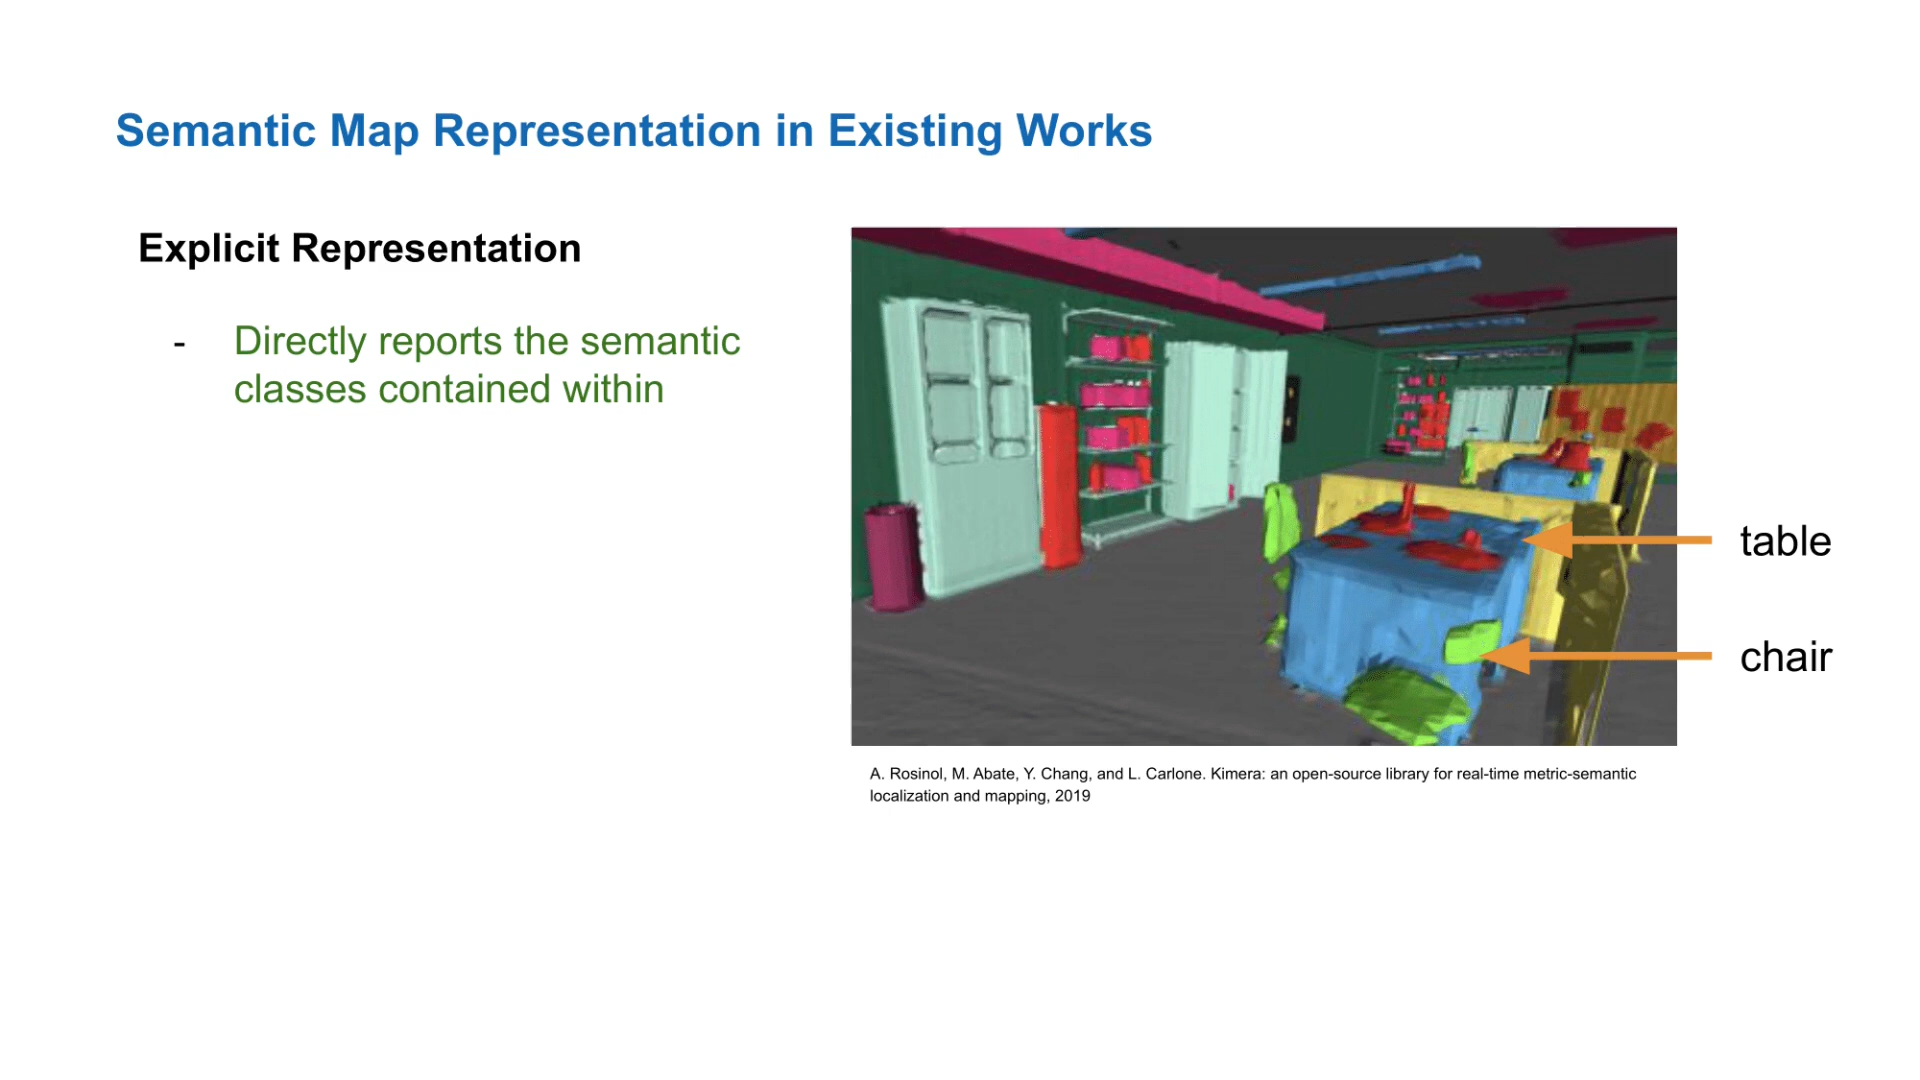 Semantic Map Representation in Existing Works
Explicit Representation
- Directly reports the semantic
classes contained within
table
chair
A. Rosinol, M. Abate, Y. Chang, and L. Carlone. Kimera: an open-source library for real-time metric-semantic
localization and mapping, 2019